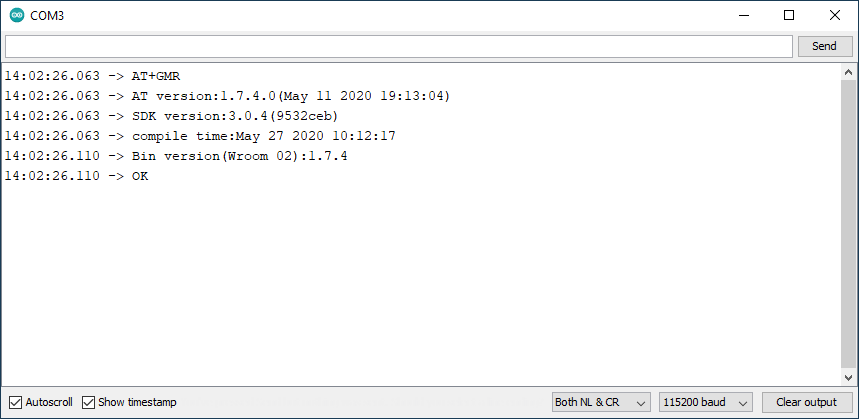 COM3
Send
14:02:26.063 -> AT+GMR
14:02:26.063 -> AT version:1.7.4.0(May 11 2020 19:13:04)
14:02:26.063 -> SDK version:3.0.4(9532ceb)
14:02:26.063 -> compile time:May 27 2020 10:12:17
14:02:26.110 -> Bin version(Wroom 02):1.7.4
14:02:26.110 -> OK
Autoscroll Show timestamp Both NL & CR 115200 baud Clear output